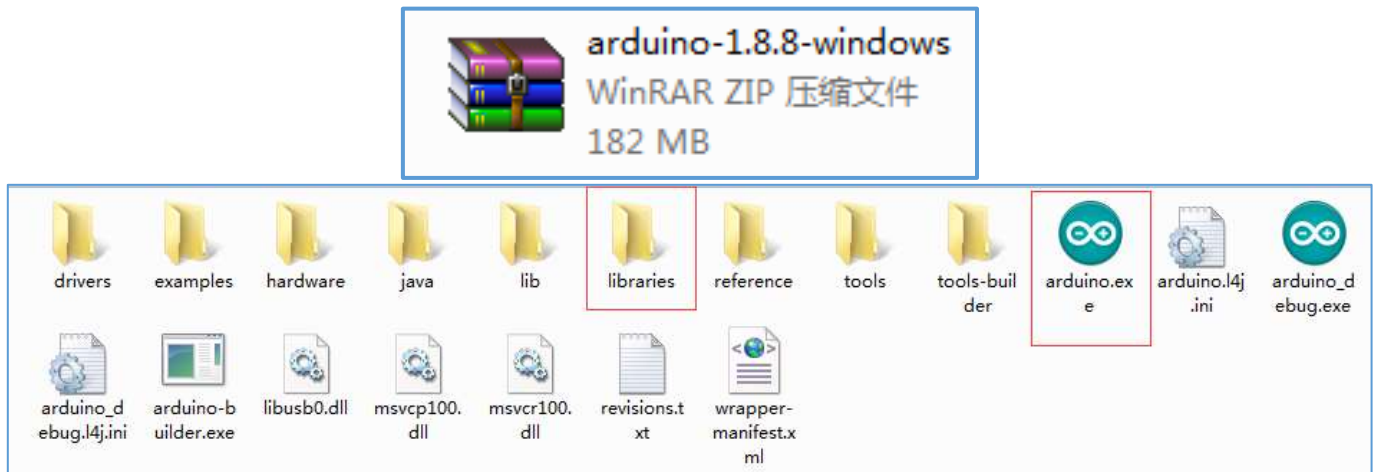 arduino-1.8.8-windows
WinRAR ZIP 压缩文件
182 MB
drivers
examples
hardware
java
lib
libraries
reference
tools
tools-buil
der
arduino.ex
e
arduino.l4j
.ini
arduino_d
ebug.exe
arduino_d
ebug.l4j.ini
arduino-b
uilder.exe
libusb0.dll
msvcp100.
dll
msvcr100.
dll
revisions.t
xt
wrapper-
manifest.x
ml